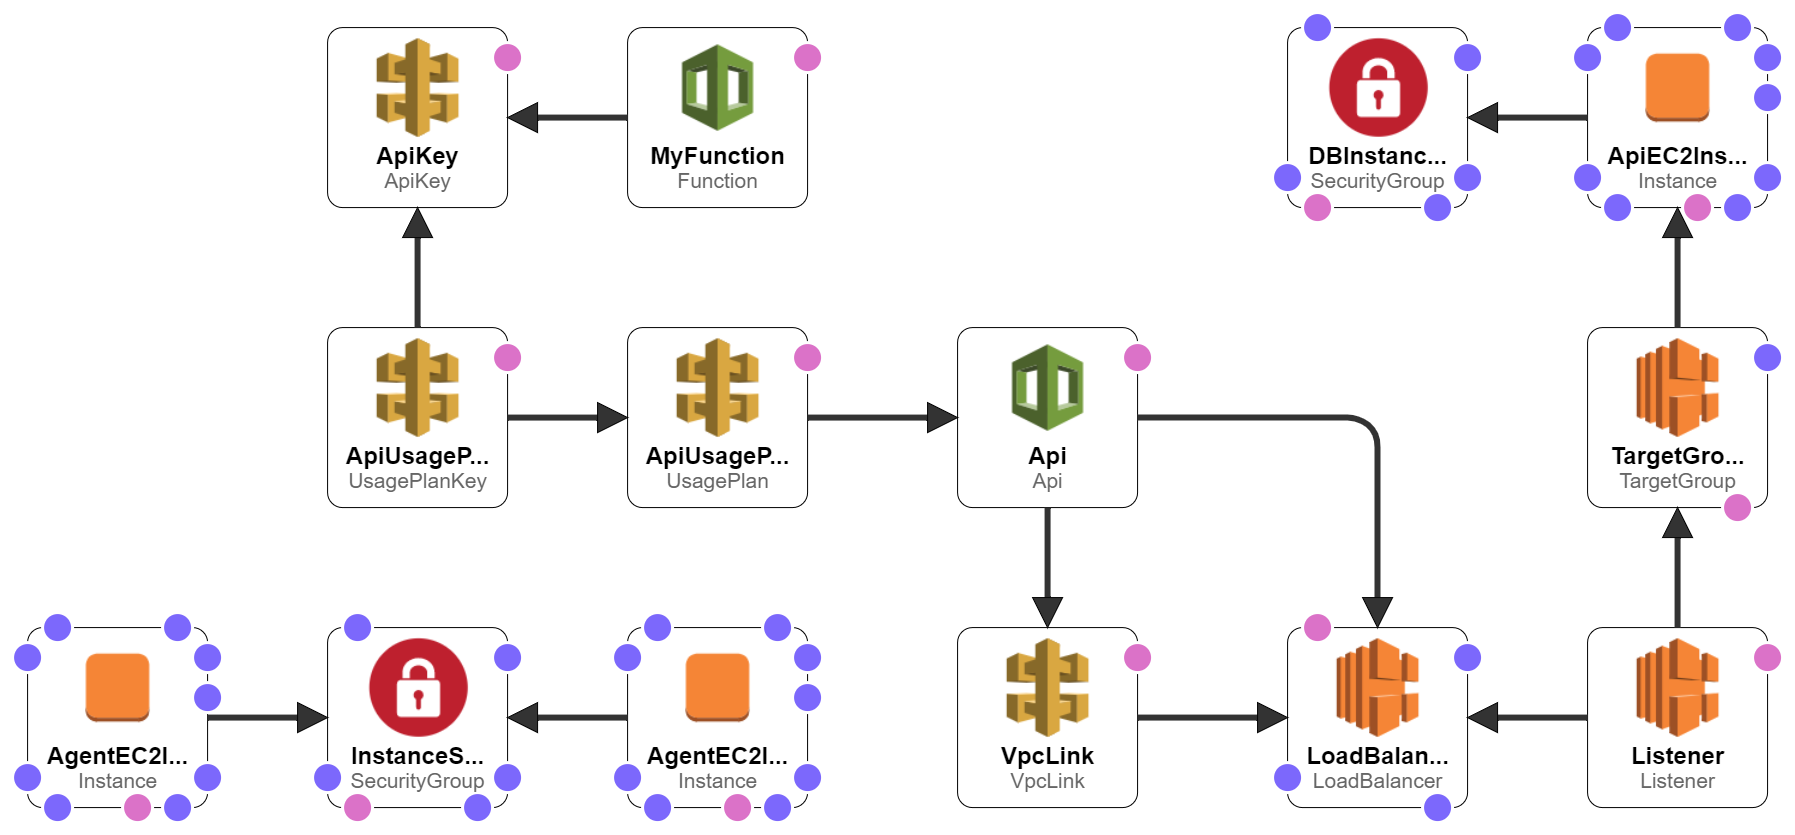 ApiKey
ApiKey
MyFunction
Function
DBInstanc...
SecurityGroup
ApiEC2Ins...
Instance
ApiUsageP...
UsagePlanKey
ApiUsageP...
UsagePlan
Api
Api
TargetGro...
TargetGroup
AgentEC2I...
Instance
InstanceS...
SecurityGroup
AgentEC2I...
Instance
VpcLink
VpcLink
LoadBalan...
LoadBalancer
Listener
Listener